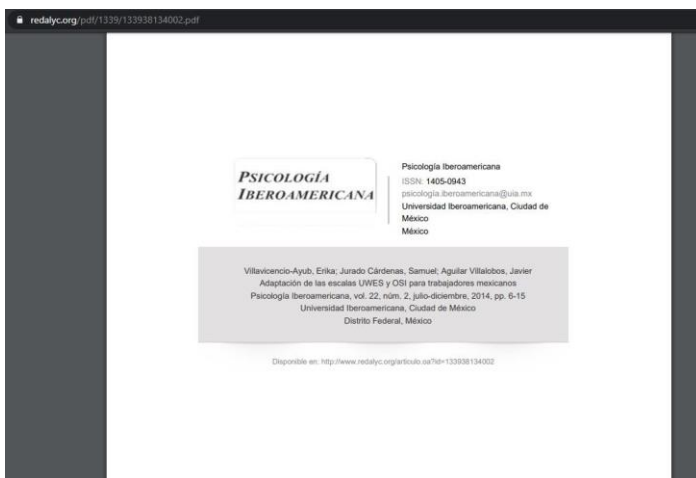 redalyc.org/pdf/1339/133938134002.pdf
PSICOLOGÍA
IBEROAMERICANA
Psicología Iberoamericana
ISSN: 1405-0943
psicología.iberoamericana@uia.mx
Universidad Iberoamericana, Ciudad de
México
México
Villavicencio-Ayub, Erika; Jurado Cárdenas, Samuel; Aguilar Villalobos, Javier
Adaptación de las escalas UWES y OSI para trabajadores mexicanos
Psicología Iberoamericana, vol. 22, núm. 2, julio-diciembre, 2014, pp. 6-15
Universidad Iberoamericana, Ciudad de México
Distrito Federal, México
Disponible en: http://www.redalyc.org/articulo.oa?id=133938134002